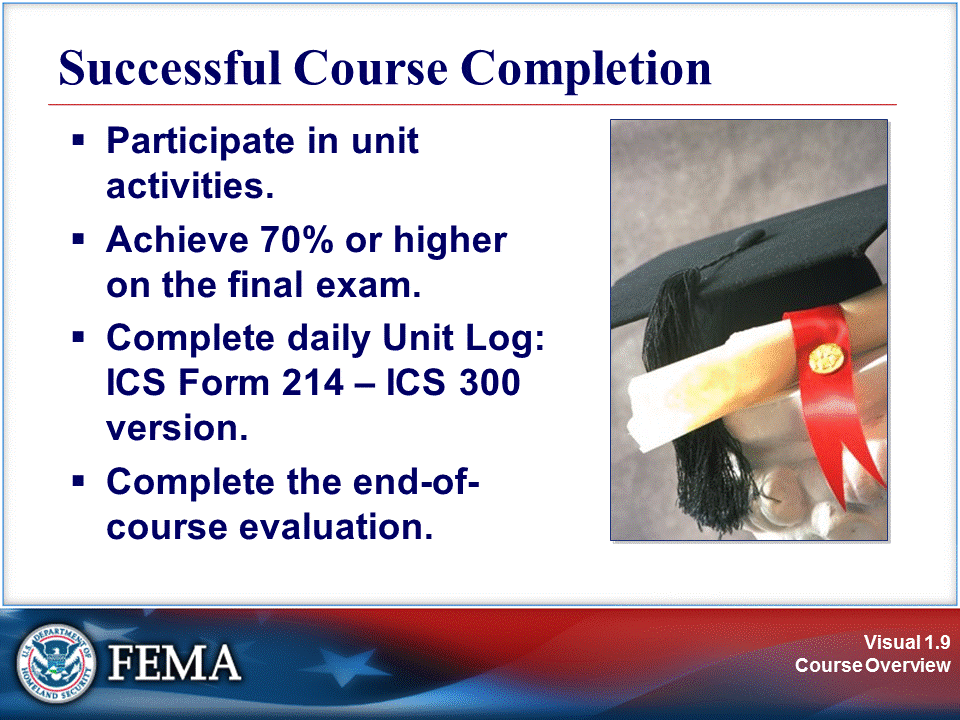 Successful Course Completion
▪ Participate in unit
activities.
▪ Achieve 70% or higher
on the final exam.
▪ Complete daily Unit Log:
ICS Form 214 – ICS 300
version.
▪ Complete the end-of-
course evaluation.
U.S. DEPARTMENT OF
HOMELAND SECURITY
FEMA
Visual 1.9
Course Overview